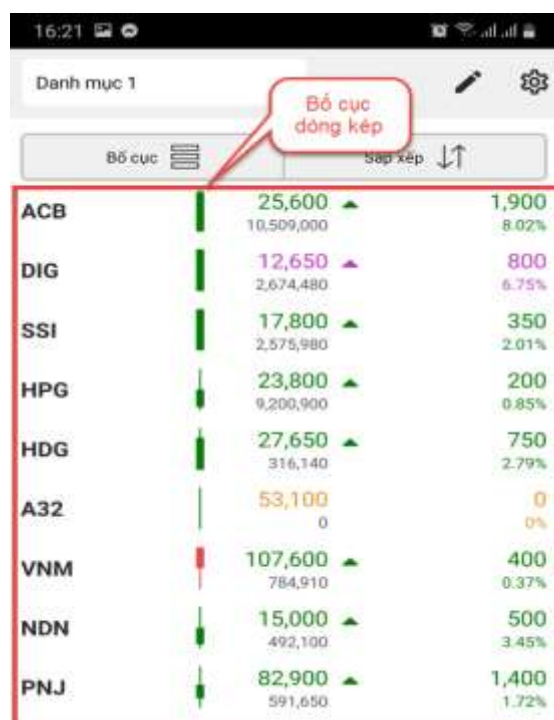 16:21
Danh mục 1
Bố cục
dòng kép
Bố cục
Sắp xếp
ACB 25,600 1,900
10,509,000 8.02%
DIG 12,650 800
2,674,480 6.75%
SSI 17,800 350
2,575,980 2.01%
HPG 23,800 200
9,200,900 0.85%
HDG 27,650 750
316,140 2.79%
A32 53,100 0
0 0%
VNM 107,600 400
784,910 0.37%
NDN 15,000 500
492,100 3.45%
PNJ 82,900 1,400
591,650 1.72%